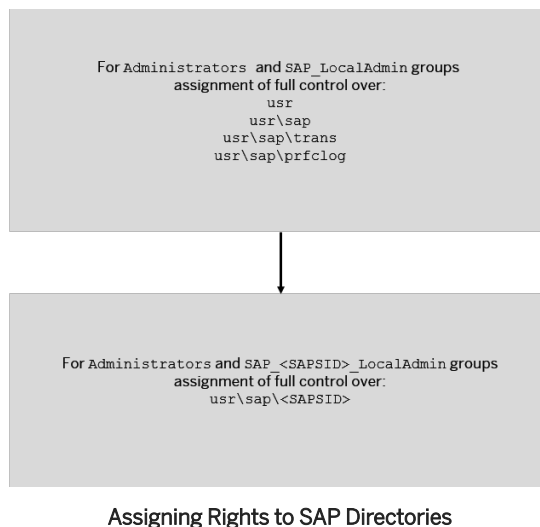 For Administrators and SAP_LocalAdmin groups
assignment of full control over:
usr
usr\sap
usr\sap\trans
usr\sap\prfclog
For Administrators and SAP_<SAPSID>_LocalAdmin groups
assignment of full control over:
usr\sap\<SAPSID>
Assigning Rights to SAP Directories